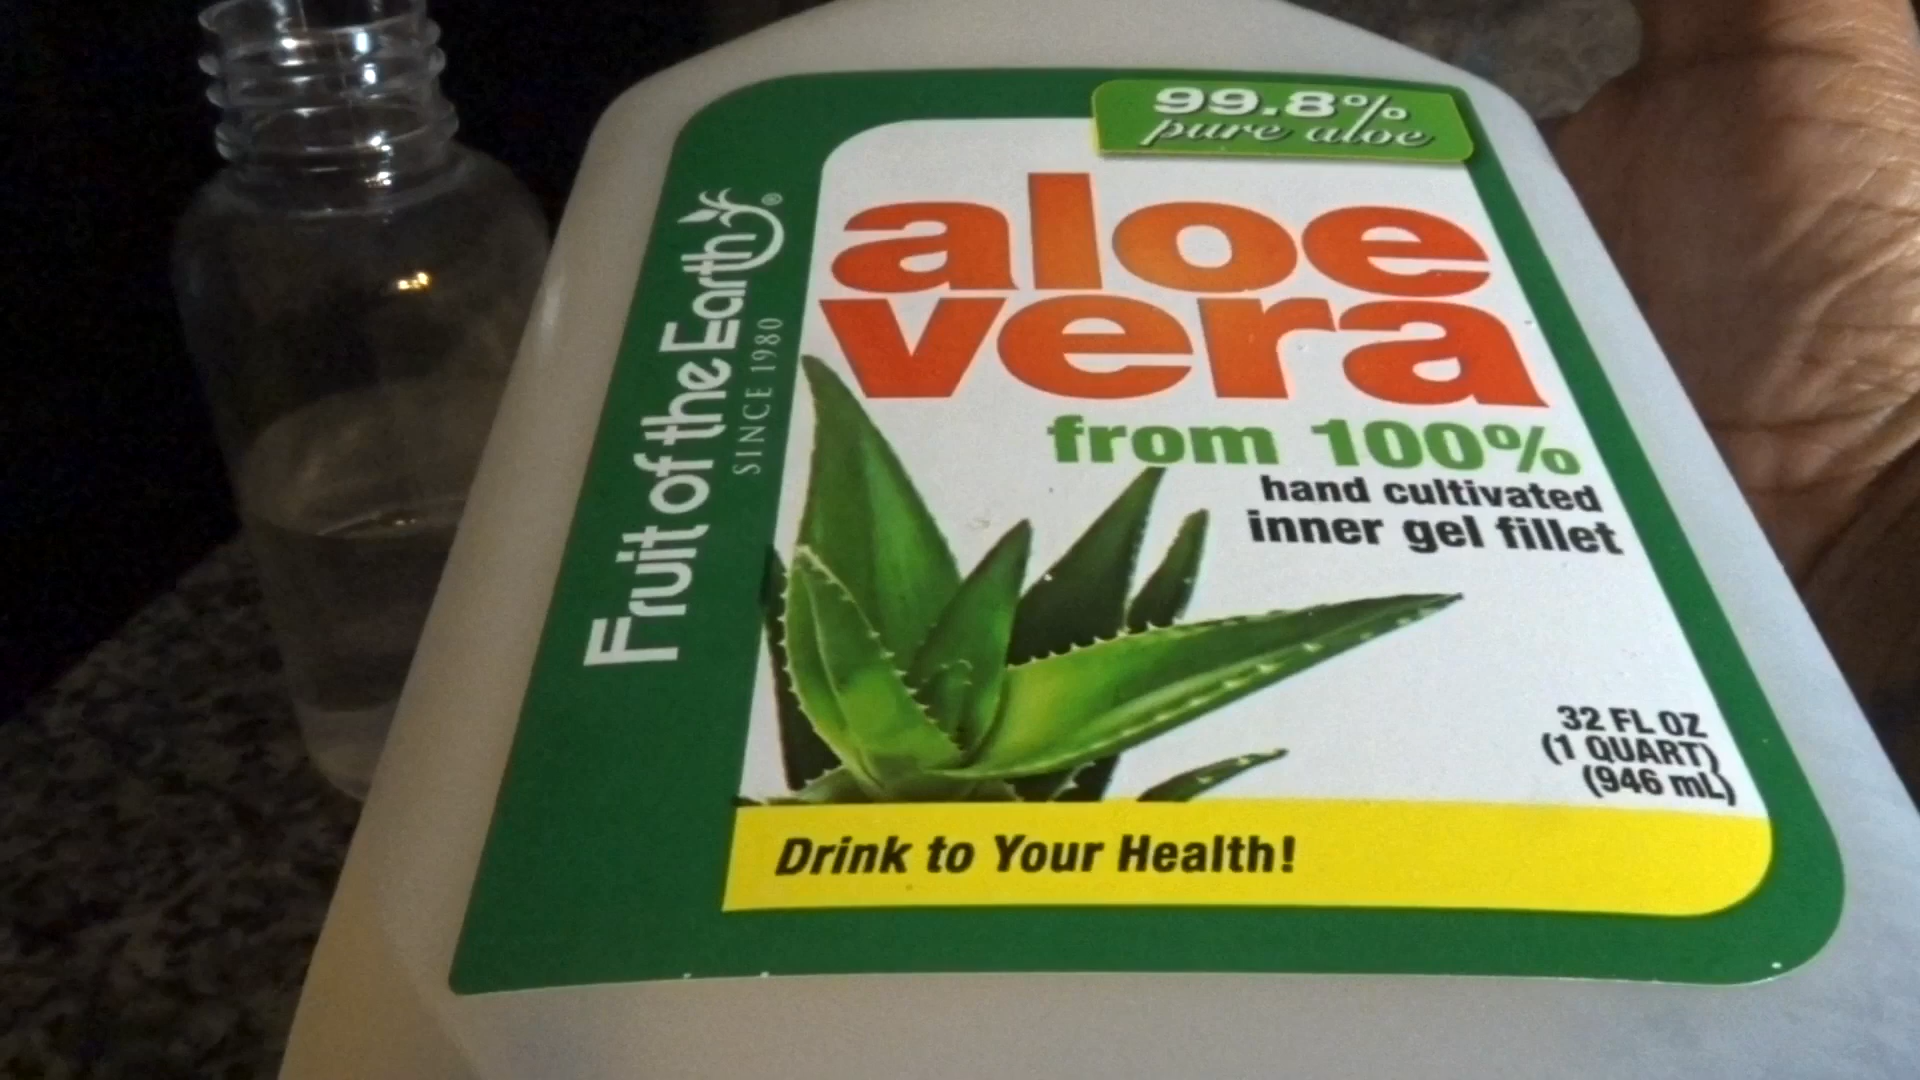 99.8%
pure aloe
aloe
vera
from 100%
hand cultivated
inner gel fillet
Fruit of the Earth®
SINCE 1980
32 FL OZ
(1 QUART)
(946 mL)
Drink to Your Health!